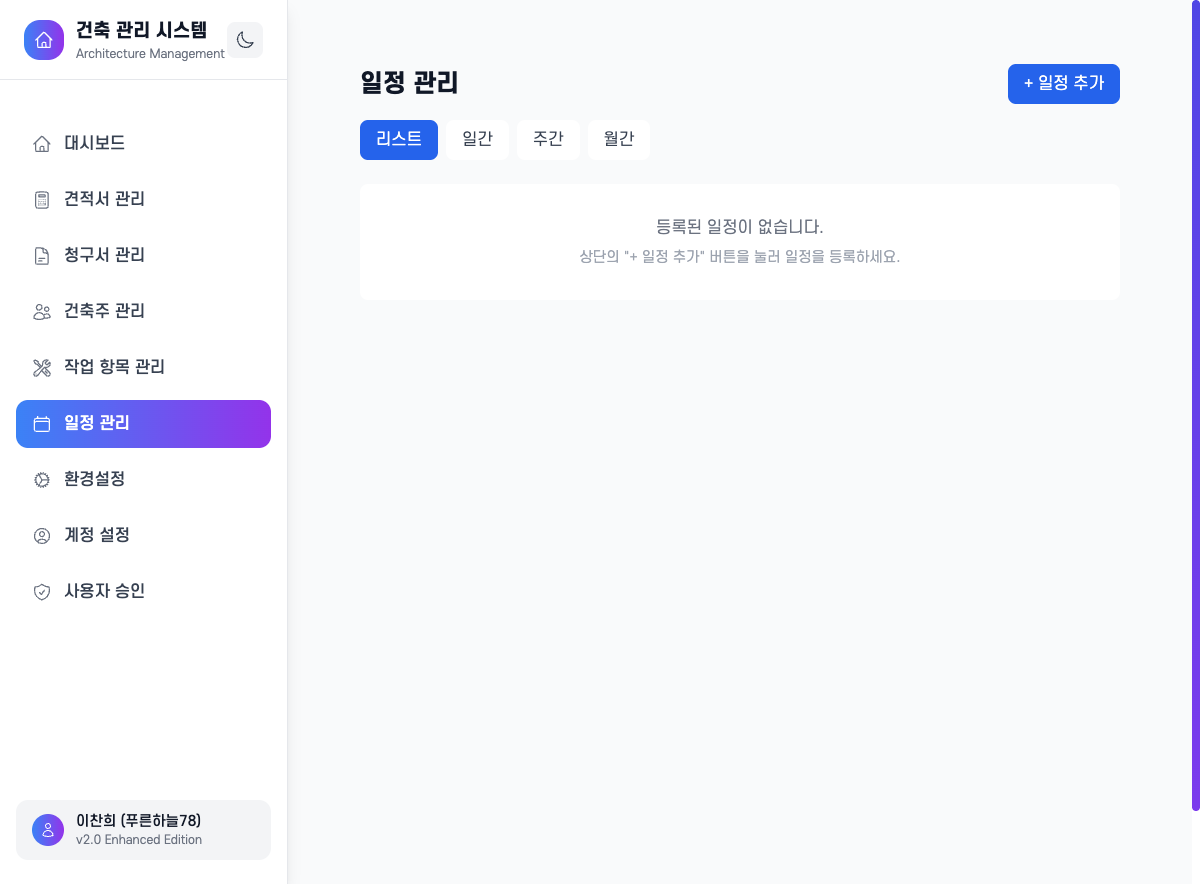 건축 관리 시스템
Architecture Management
대시보드
견적서 관리
청구서 관리
건축주 관리
작업 항목 관리
일정 관리
환경설정
계정 설정
사용자 승인
이찬희 (푸른하늘78)
v2.0 Enhanced Edition
일정 관리
+ 일정 추가
리스트
일간
주간
월간
등록된 일정이 없습니다.
상단의 "+ 일정 추가" 버튼을 눌러 일정을 등록하세요.